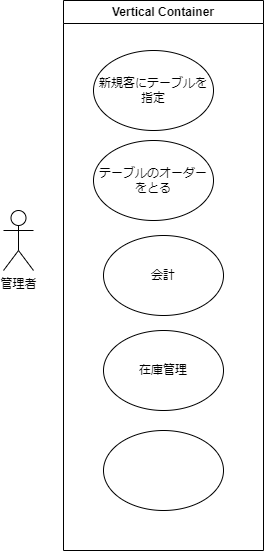 Vertical Container
新規客にテーブルを
指定
テーブルのオーダー
をとる
会計
在庫管理
管理者